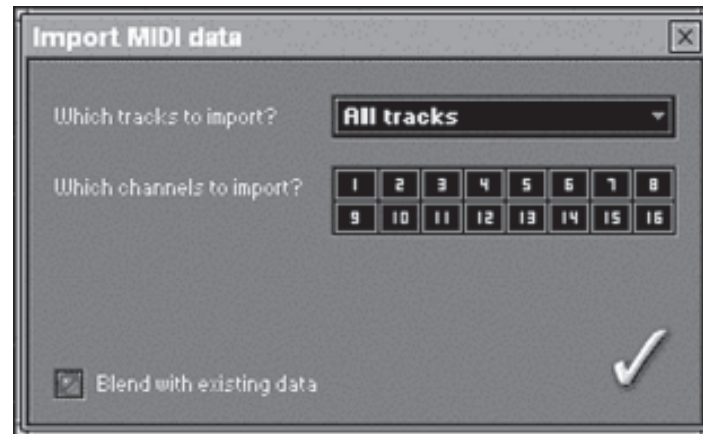 Import MIDI data
Which tracks to import? All tracks
Which channels to import? 1 2 3 4 5 6 7 8
9 10 11 12 13 14 15 16
Blend with existing data